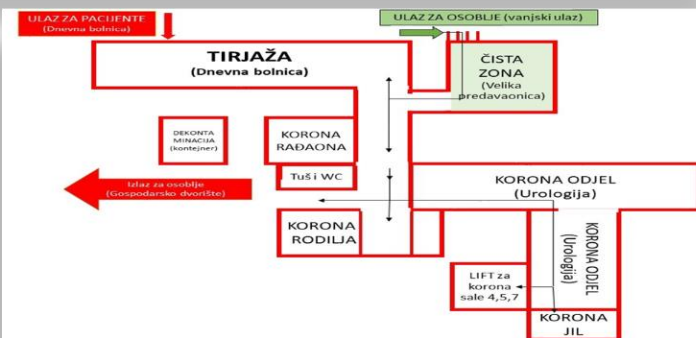 ULAZ ZA PACIJENTE
(Dnevna bolnica)
ULAZ ZA OSOBLJE (vanjski ulaz)
TIRJAŽA
(Dnevna bolnica)
ČISTA
ZONA
(Velika
predavaonica)
DEKONTA
MINACIJA
(kontejner)
KORONA
RAĐAONA
Tuš i WC
Izlaz za osoblje
(Gospodarsko dvorište)
KORONA ODJEL
(Urologija)
KORONA
RODILJA
KORONA ODJEL
(Urologija)
LIFT za
korona
sale 4,5,7
KORONA
JIL